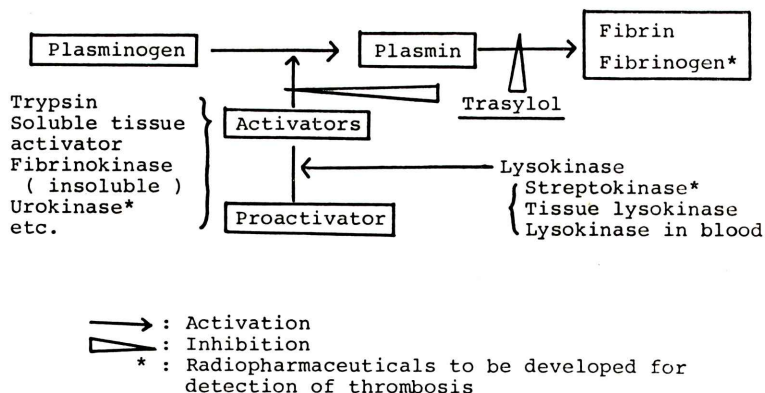 Plasminogen
Plasmin
Fibrin
Fibrinogen*
Trasylol
Trypsin
Soluble tissue
activator
Fibrinokinase
( insoluble )
Urokinase*
etc.
Activators
Proactivator
Lysokinase
Streptokinase*
Tissue lysokinase
Lysokinase in blood
: Activation
: Inhibition
* : Radiopharmaceuticals to be developed for
detection of thrombosis